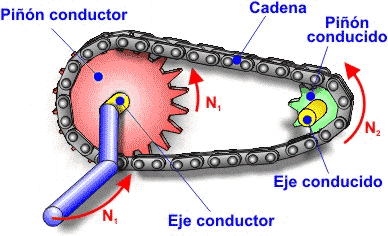 Cadena
Piñón conductor
Piñón
conducido
N1
N2
Eje conducido
N1
Eje conductor